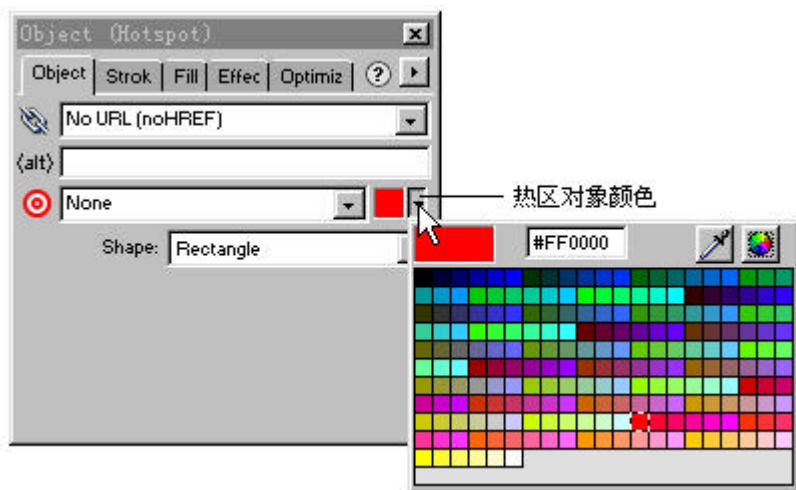 Object (Hotspot)
Object Strok Fill Effec Optimiz ?
No URL (noHREF)
<alt>
None
热区对象颜色
#FF0000
Shape: Rectangle